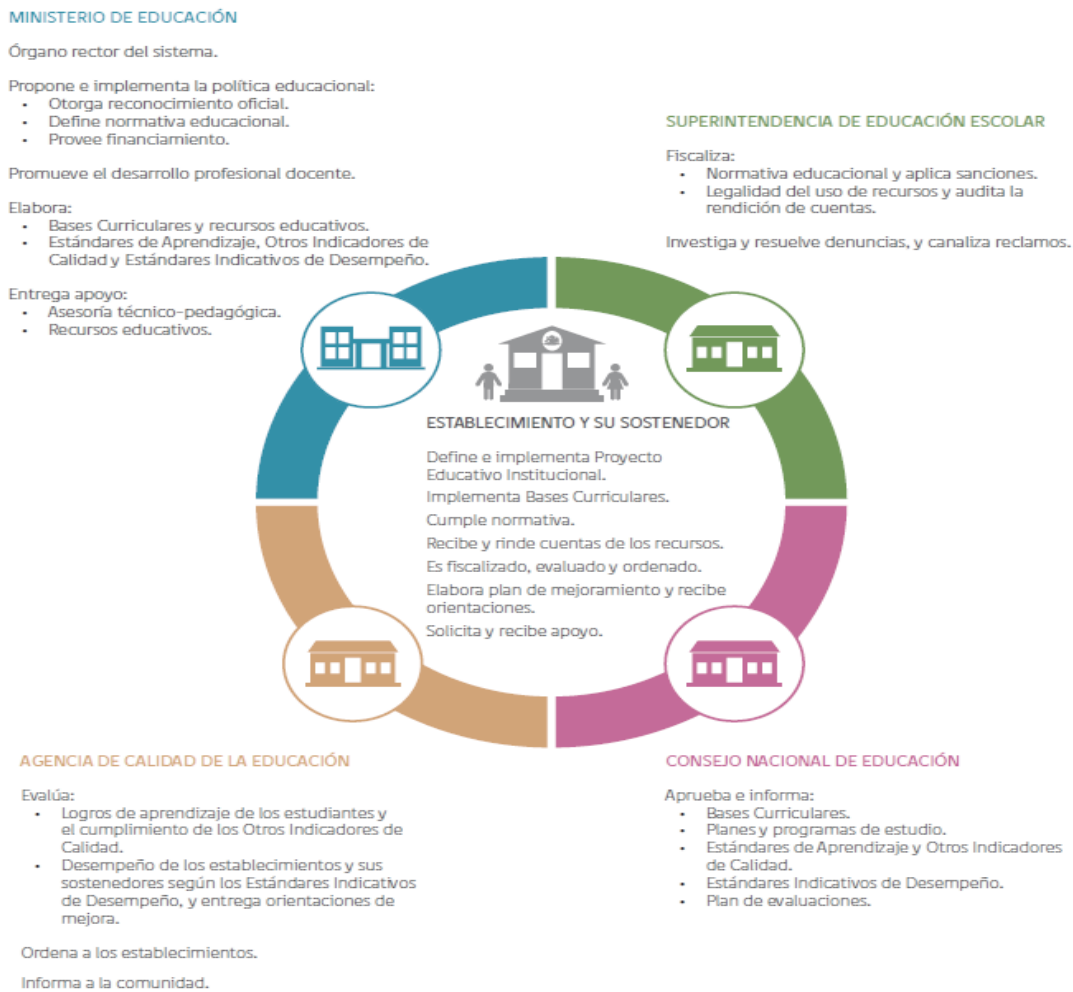 MINISTERIO DE EDUCACIÓN
Órgano rector del sistema.
Propone e implementa la política educacional:
• Otorga reconocimiento oficial.
• Define normativa educacional.
• Provee financiamiento.
Promueve el desarrollo profesional docente.
Elabora:
• Bases Curriculares y recursos educativos.
• Estándares de Aprendizaje, Otros Indicadores de
Calidad y Estándares Indicativos de Desempeño.
Entrega apoyo:
• Asesoría técnico-pedagógica.
• Recursos educativos.
SUPERINTENDENCIA DE EDUCACIÓN ESCOLAR
Fiscaliza:
• Normativa educacional y aplica sanciones.
• Legalidad del uso de recursos y audita la
rendición de cuentas.
Investiga y resuelve denuncias, y canaliza reclamos.
ESTABLECIMIENTO Y SU SOSTENEDOR
Define e implementa Proyecto
Educativo Institucional.
Implementa Bases Curriculares.
Cumple normativa.
Recibe y rinde cuentas de los recursos.
Es fiscalizado, evaluado y ordenado.
Elabora plan de mejoramiento y recibe
orientaciones.
Solicita y recibe apoyo.
AGENCIA DE CALIDAD DE LA EDUCACIÓN
Evalúa:
• Logros de aprendizaje de los estudiantes y
el cumplimiento de los Otros Indicadores de
Calidad.
• Desempeño de los establecimientos y sus
sostenedores según los Estándares Indicativos
de Desempeño, y entrega orientaciones de
mejora.
Ordena a los establecimientos.
Informa a la comunidad.
CONSEJO NACIONAL DE EDUCACIÓN
Aprueba e informa:
• Bases Curriculares.
• Planes y programas de estudio.
• Estándares de Aprendizaje y Otros Indicadores
de Calidad.
• Estándares Indicativos de Desempeño.
• Plan de evaluaciones.